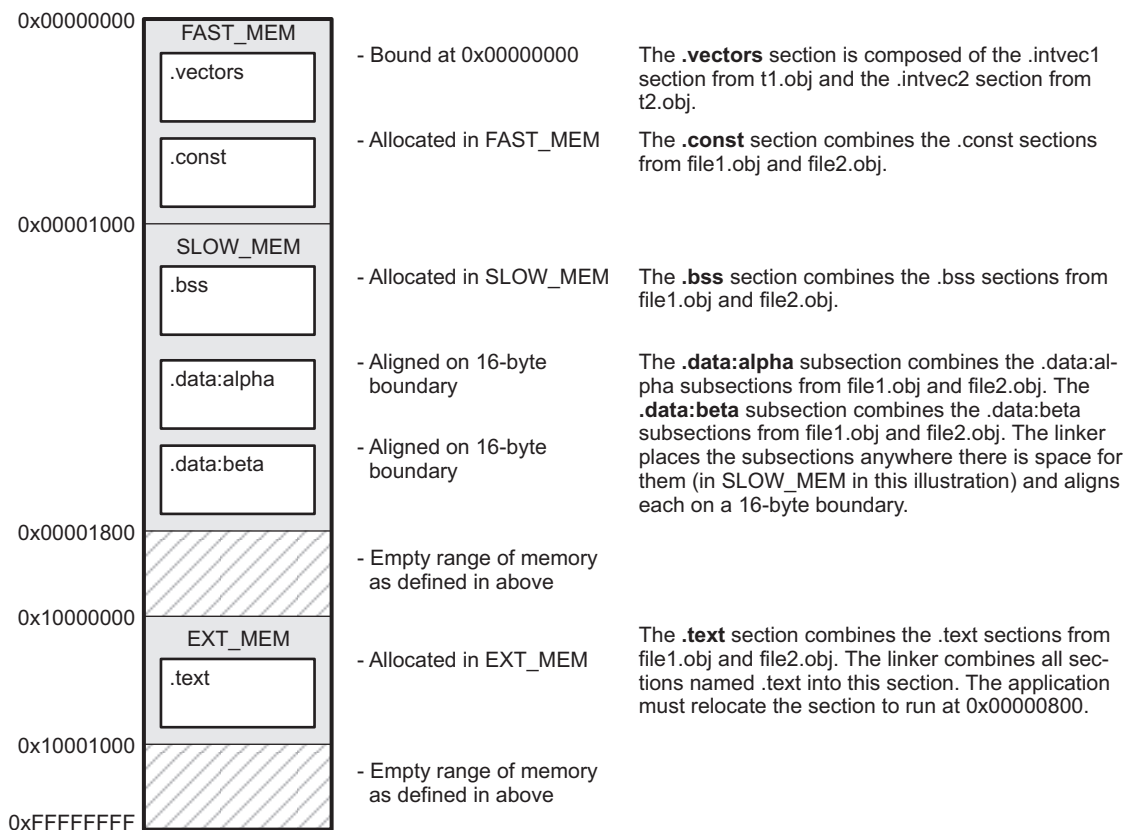 0x00000000
FAST_MEM
.vectors
- Bound at 0x00000000
The .vectors section is composed of the .intvec1
section from t1.obj and the .intvec2 section from
t2.obj.
.const
- Allocated in FAST_MEM
The .const section combines the .const sections
from file1.obj and file2.obj.
0x00001000
SLOW_MEM
.bss
- Allocated in SLOW_MEM
The .bss section combines the .bss sections from
file1.obj and file2.obj.
.data:alpha
- Aligned on 16-byte
boundary
The .data:alpha subsection combines the .data:al-
pha subsections from file1.obj and file2.obj. The
.data:beta subsection combines the .data:beta
subsections from file1.obj and file2.obj. The linker
places the subsections anywhere there is space for
them (in SLOW_MEM in this illustration) and aligns
each on a 16-byte boundary.
.data:beta
- Aligned on 16-byte
boundary
0x00001800
- Empty range of memory
as defined in above
0x10000000
EXT_MEM
.text
- Allocated in EXT_MEM
The .text section combines the .text sections from
file1.obj and file2.obj. The linker combines all sec-
tions named .text into this section. The application
must relocate the section to run at 0x00000800.
0x10001000
- Empty range of memory
as defined in above
0xFFFFFFFF